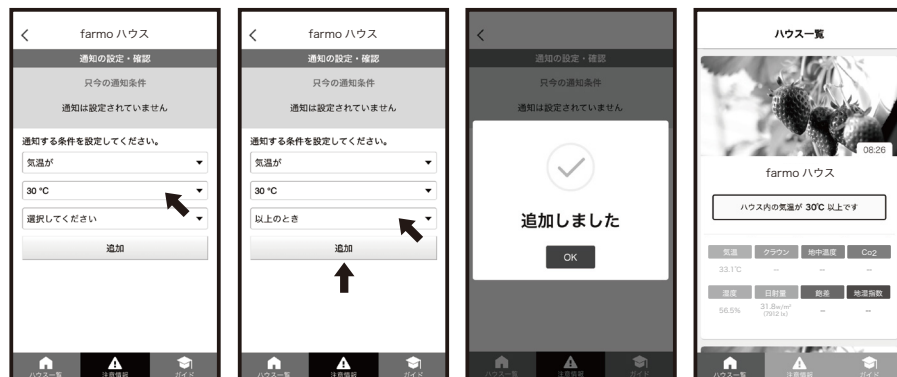 farmo ハウス
通知の設定・確認
只今の通知条件
通知は設定されていません
通知する条件を設定してください。
気温が
30 °C
選択してください
追加
ハウス一覧
注意情報
ガイド
farmo ハウス
通知の設定・確認
只今の通知条件
通知は設定されていません
通知する条件を設定してください。
気温が
30 °C
以上のとき
追加
ハウス一覧
注意情報
ガイド
通知の設定・確認
只今の通知条件
通知は設定されていません
追加しました
OK
ハウス一覧
注意情報
ガイド
ハウス一覧
08:26
farmo ハウス
ハウス内の気温が 30℃ 以上です
気温 クラウン 地中温度 Co2
33.1℃ -- -- --
湿度 日射量 飽差 地湿指数
56.5% 31.8w/m² -- --
(7912 lx)
ハウス一覧
注意情報
ガイド